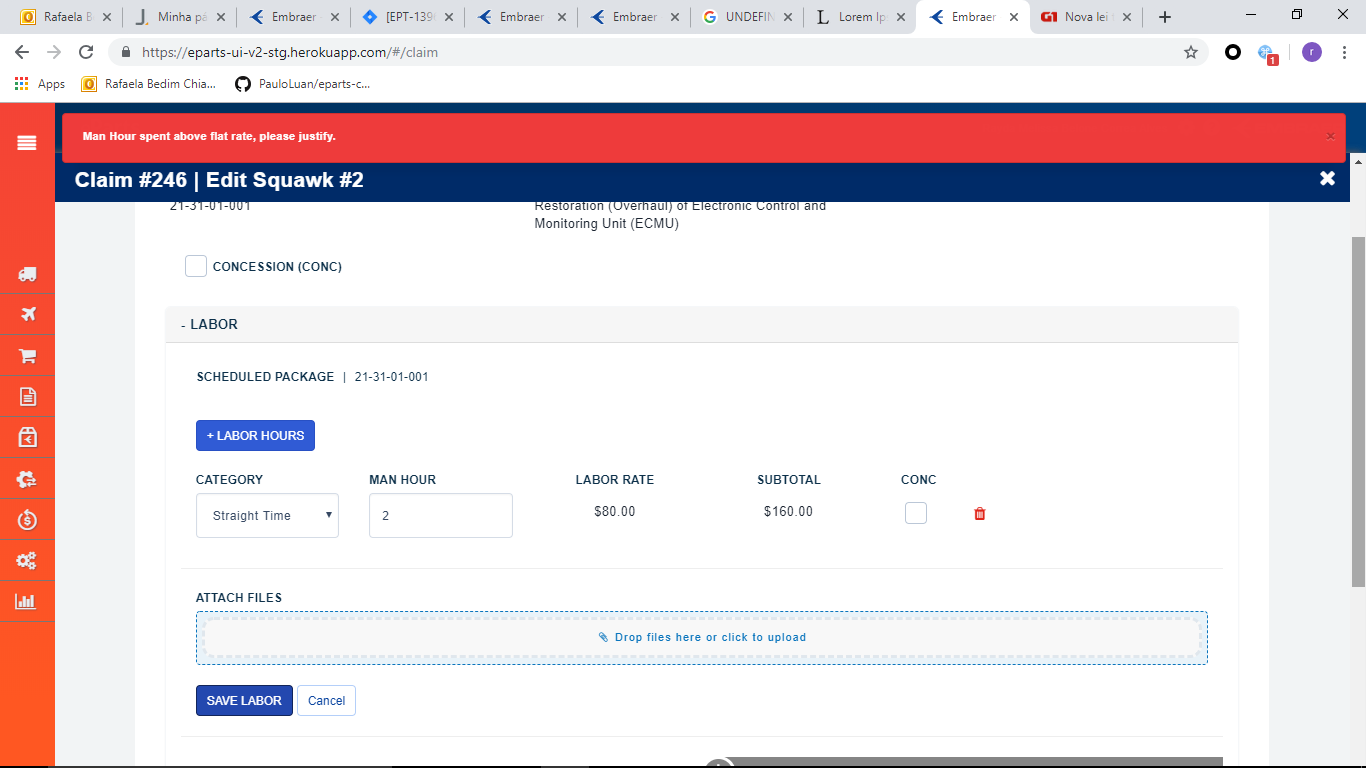 Rafaela B
Minha pá
Embraer
[EPT-139
Embraer
Embraer
UNDEFIN
Lorem Ip
Embraer
Nova lei
https://eparts-ui-v2-stg.herokuapp.com/#/claim
r
1
Apps
Rafaela Bedim Chia...
PauloLuan/eparts-c...
Man Hour spent above flat rate, please justify.
×
Claim #246 | Edit Squawk #2
21-31-01-001
Restoration (Overhaul) of Electronic Control and
Monitoring Unit (ECMU)
CONCESSION (CONC)
- LABOR
SCHEDULED PACKAGE | 21-31-01-001
+ LABOR HOURS
CATEGORY MAN HOUR LABOR RATE SUBTOTAL CONC
Straight Time 2 $80.00 $160.00
ATTACH FILES
Drop files here or click to upload
SAVE LABOR Cancel